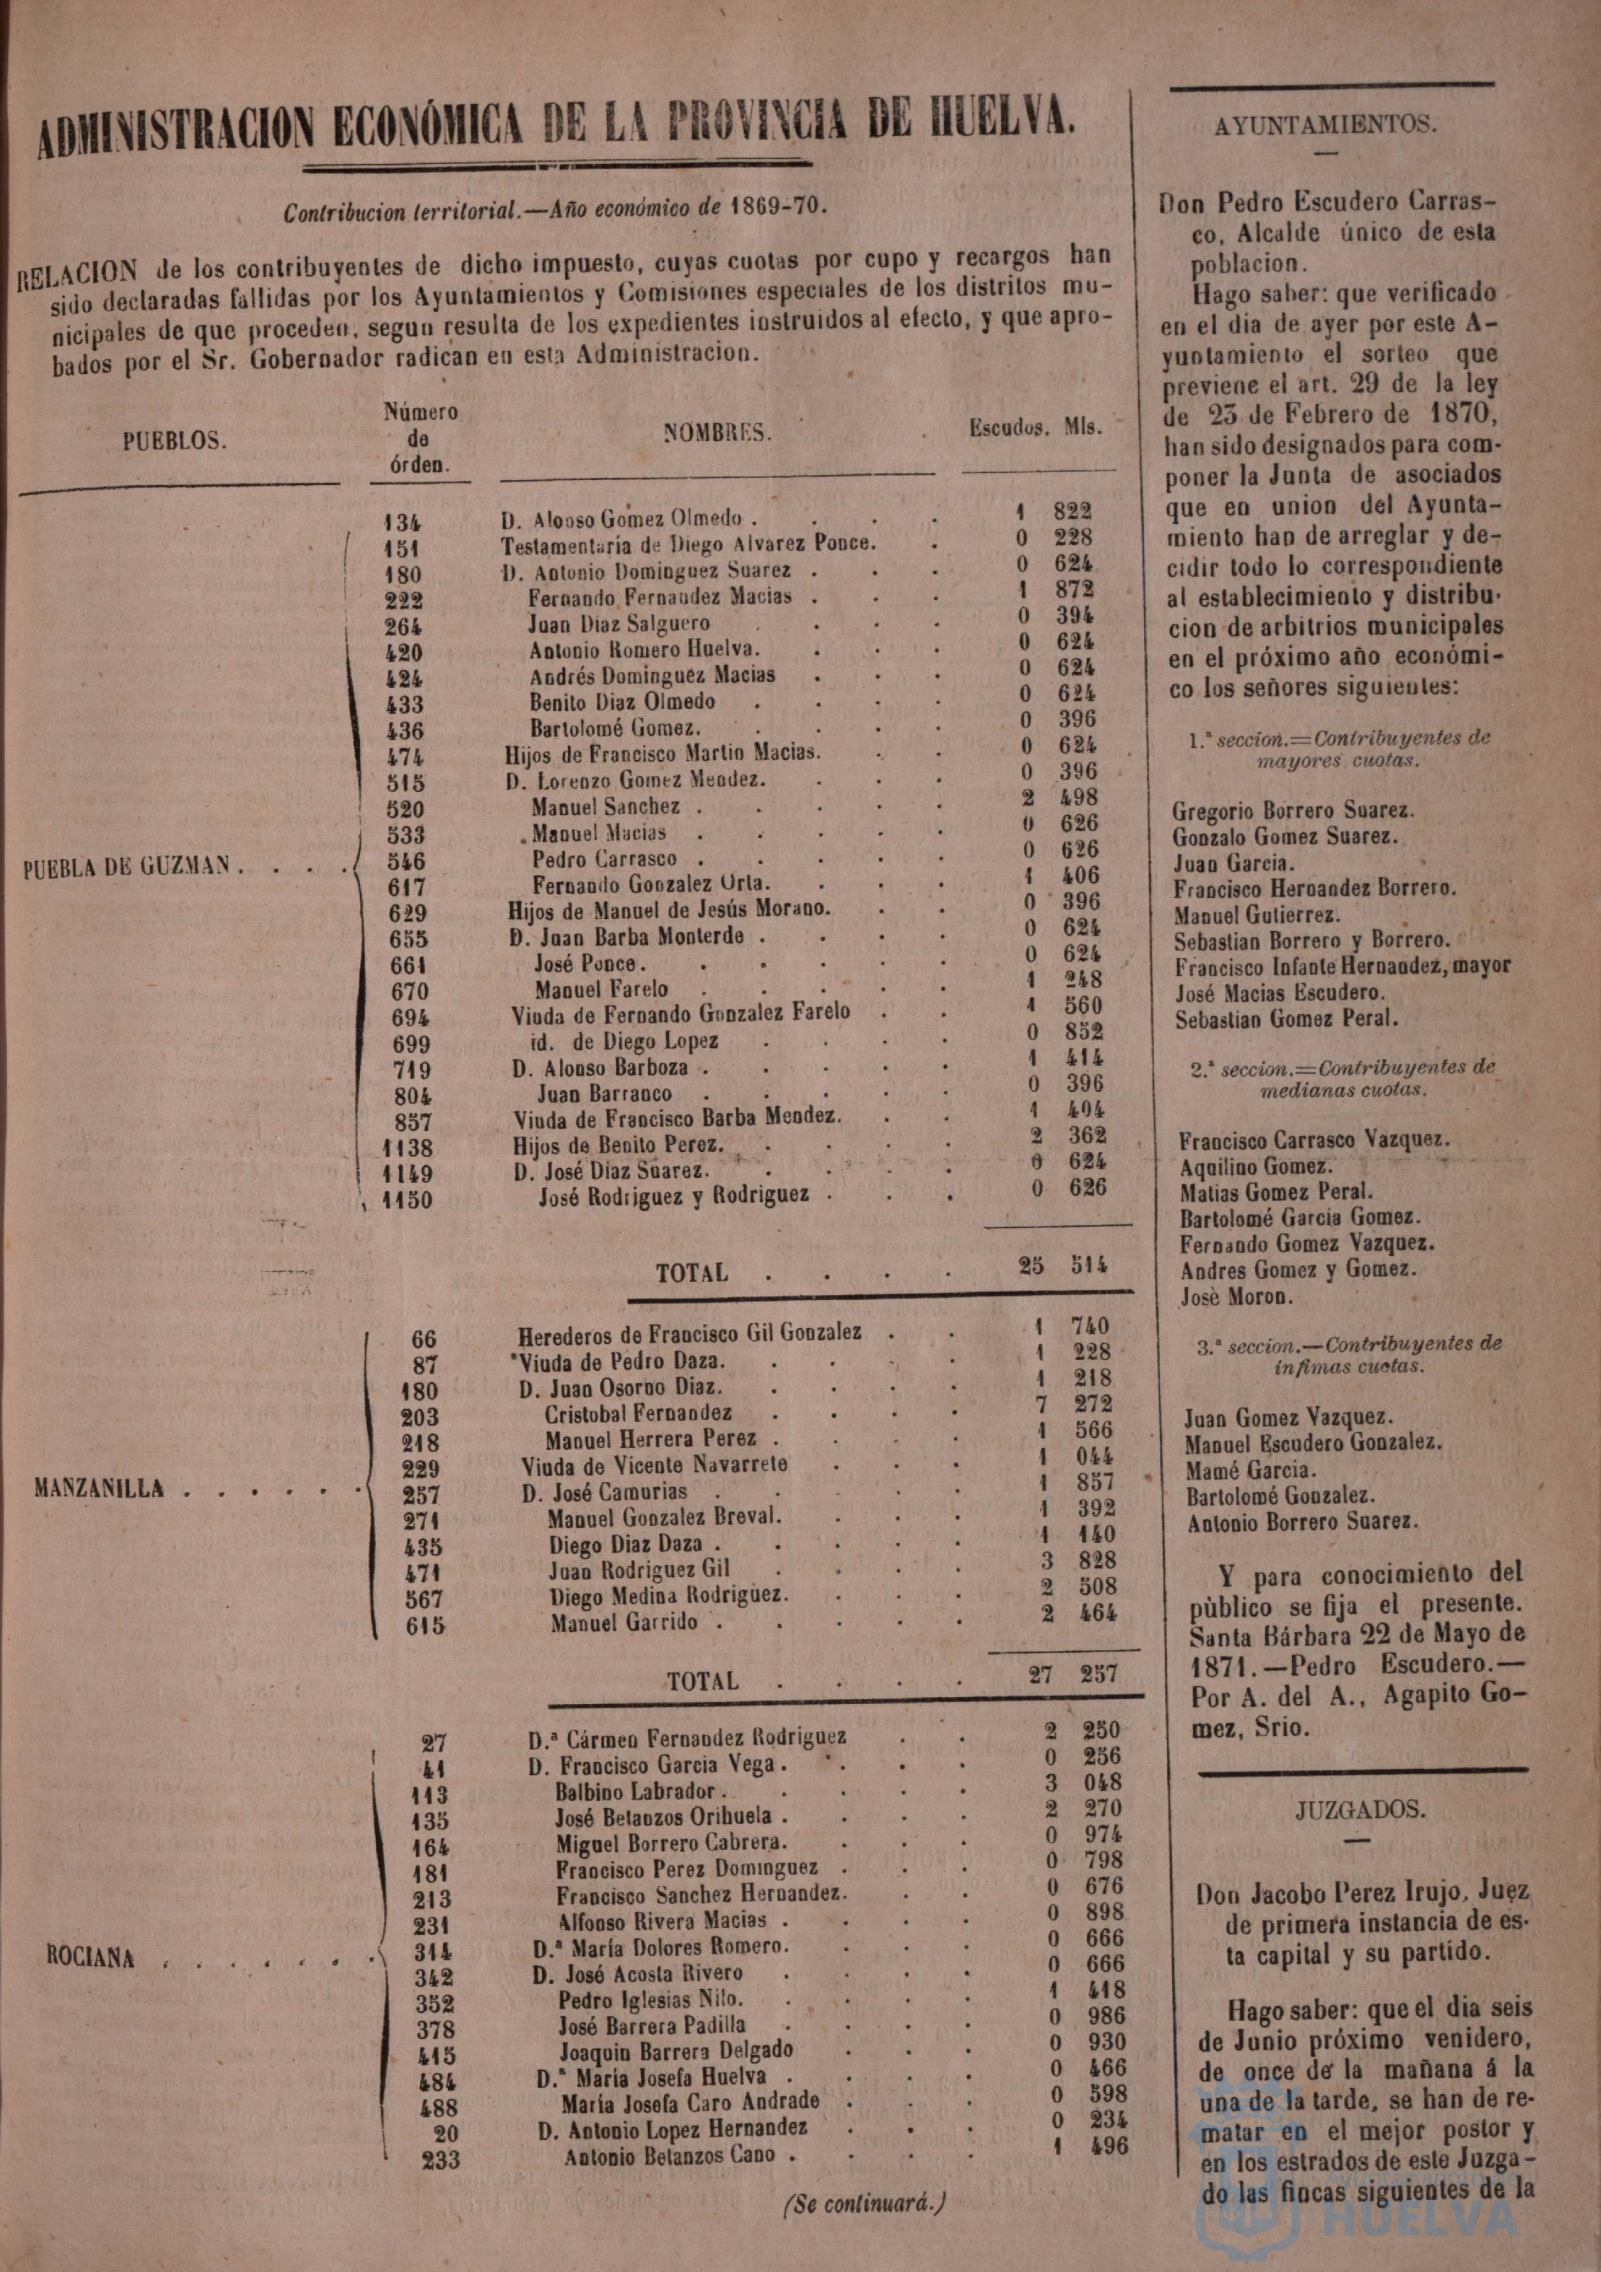 ADMINISTRACION ECONÓMICA DE LA PROVINCIA DE HUELVA.
Contribucion territorial.—Año económico de 1869-70.
RELACION de los contribuyentes de dicho impuesto, cuyas cuotas por cupo y recargos han
sido declaradas fallidas por los Ayuntamientos y Comisiones especiales de los distritos mu-
nicipales de que proceden, segun resulta de los expedientes instruidos al efecto, y que apro-
bados por el Sr. Gobernador radican en esta Administracion.
PUEBLOS. Número de órden. NOMBRES. Escudos. Mls.
134 D. Alonso Gomez Olmedo . . . . 1 822
151 Testamentaría de Diego Alvarez Ponce. . 0 228
180 D. Antonio Dominguez Suarez . . . 0 624
222 Fernando Fernandez Macias . . . 1 872
264 Juan Diaz Salguero . . . 0 394
420 Antonio Romero Huelva. . . . 0 624
424 Andrés Dominguez Macias . . . 0 624
433 Benito Diaz Olmedo . . . . 0 624
436 Bartolomé Gomez. . . . . 0 396
474 Hijos de Francisco Martin Macias. . . 0 624
515 D. Lorenzo Gomez Mendez. . . . 0 396
520 Manuel Sanchez . . . . . 2 498
533 Manuel Macias . . . . . 0 626
PUEBLA DE GUZMAN . . . . 546 Pedro Carrasco . . . . . 0 626
617 Fernando Gonzalez Orta. . . . 1 406
629 Hijos de Manuel de Jesús Morano. . . 0 396
655 D. Juan Barba Monterde . . . . 0 624
661 José Ponce. . . . . . 0 624
670 Manuel Farelo . . . . . 1 248
694 Viuda de Fernando Gonzalez Farelo . . 1 560
699 id. de Diego Lopez . . . . 0 852
719 D. Alonso Barboza . . . . . 1 414
804 Juan Barranco . . . . . 0 396
857 Viuda de Francisco Barba Mendez. . . 1 404
1138 Hijos de Benito Perez. . . . . 2 362
1149 D. José Diaz Suarez. . . . . 0 624
1150 José Rodriguez y Rodriguez . . . 0 626
TOTAL . . . . 25 514
66 Herederos de Francisco Gil Gonzalez . . 1 740
87 Viuda de Pedro Daza. . . . . 1 228
180 D. Juan Osorno Diaz. . . . . 1 218
203 Cristobal Fernandez . . . . 7 272
218 Manuel Herrera Perez . . . . 1 566
229 Viuda de Vicente Navarrete . . . 1 044
MANZANILLA . . . . . . 257 D. José Camurias . . . . . 1 857
271 Manuel Gonzalez Breval. . . . 1 392
435 Diego Diaz Daza . . . . . 1 140
471 Juan Rodriguez Gil . . . . 3 828
567 Diego Medina Rodriguez. . . . 2 508
615 Manuel Garrido . . . . . 2 464
TOTAL . . . . 27 257
27 D.ª Cármen Fernandez Rodriguez . . 2 250
41 D. Francisco Garcia Vega . . . . 0 256
113 Balbino Labrador . . . . . 3 048
135 José Betanzos Orihuela . . . . 2 270
164 Miguel Borrero Cabrera. . . . 0 974
181 Francisco Perez Dominguez . . . 0 798
213 Francisco Sanchez Hernandez. . . 0 676
231 Alfonso Rivera Macias . . . . 0 898
ROCIANA . . . . . . . 314 D.ª María Dolores Romero. . . . 0 666
342 D. José Acosta Rivero . . . . 0 666
352 Pedro Iglesias Nilo. . . . . 1 418
378 José Barrera Padilla . . . . 0 986
415 Joaquin Barrera Delgado . . . 0 930
484 D.ª María Josefa Huelva . . . . 0 466
488 María Josefa Caro Andrade . . . 0 598
20 D. Antonio Lopez Hernandez . . . 0 234
233 Antonio Betanzos Cano . . . . 1 496
(Se continuará.)
AYUNTAMIENTOS.
Don Pedro Escudero Carras-
co, Alcalde único de esta
poblacion.
Hago saber: que verificado
en el dia de ayer por este A-
yuntamiento el sorteo que
previene el art. 29 de la ley
de 23 de Febrero de 1870,
han sido designados para com-
poner la Junta de asociados
que en union del Ayunta-
miento han de arreglar y de-
cidir todo lo correspondiente
al establecimiento y distribu-
cion de arbitrios municipales
en el próximo año económi-
co los señores siguientes:
1.ª seccion.=Contribuyentes de
mayores cuotas.
Gregorio Borrero Suarez.
Gonzalo Gomez Suarez.
Juan Garcia.
Francisco Hernandez Borrero.
Manuel Gutierrez.
Sebastian Borrero y Borrero.
Francisco Infante Hernandez, mayor
José Macias Escudero.
Sebastian Gomez Peral.
2.ª seccion.=Contribuyentes de
medianas cuotas.
Francisco Carrasco Vazquez.
Aquilino Gomez.
Matias Gomez Peral.
Bartolomé Garcia Gomez.
Fernando Gomez Vazquez.
Andres Gomez y Gomez.
Josè Moron.
3.ª seccion.—Contribuyentes de
ínfimas cuotas.
Juan Gomez Vazquez.
Manuel Escudero Gonzalez.
Mamé Garcia.
Bartolomé Gonzalez.
Antonio Borrero Suarez.
Y para conocimiento del
público se fija el presente.
Santa Bárbara 22 de Mayo de
1871.—Pedro Escudero.—
Por A. del A., Agapito Go-
mez, Srio.
JUZGADOS.
Don Jacobo Perez Irujo, Juez
de primera instancia de es-
ta capital y su partido.
Hago saber: que el dia seis
de Junio próximo venidero,
de once de la mañana á la
una de la tarde, se han de re-
matar en el mejor postor y
en los estrados de este Juzga-
do las fincas siguientes de la
HUELVA